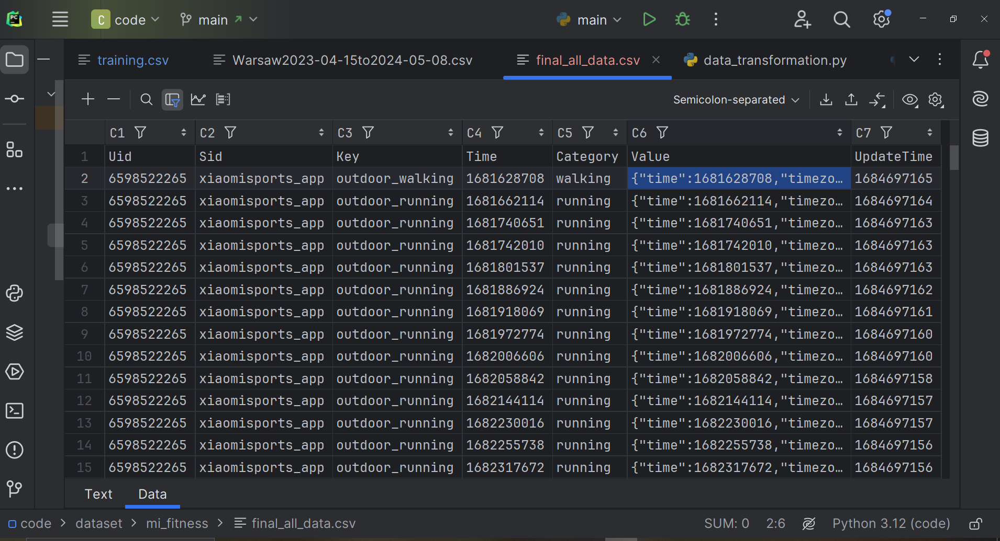 PC C code main main
training.csv Warsaw2023-04-15to2024-05-08.csv final_all_data.csv data_transformation.py
Semicolon-separated
C1 C2 C3 C4 C5 C6 C7
1 Uid Sid Key Time Category Value UpdateTime
2 6598522265 xiaomisports_app outdoor_walking 1681628708 walking {"time":1681628708,"timezo… 1684697165
3 6598522265 xiaomisports_app outdoor_running 1681662114 running {"time":1681662114,"timezo… 1684697164
4 6598522265 xiaomisports_app outdoor_running 1681740651 running {"time":1681740651,"timezo… 1684697163
5 6598522265 xiaomisports_app outdoor_running 1681742010 running {"time":1681742010,"timezo… 1684697163
6 6598522265 xiaomisports_app outdoor_running 1681801537 running {"time":1681801537,"timezo… 1684697163
7 6598522265 xiaomisports_app outdoor_running 1681886924 running {"time":1681886924,"timezo… 1684697162
8 6598522265 xiaomisports_app outdoor_running 1681918069 running {"time":1681918069,"timezo… 1684697161
9 6598522265 xiaomisports_app outdoor_running 1681972774 running {"time":1681972774,"timezo… 1684697160
10 6598522265 xiaomisports_app outdoor_running 1682006606 running {"time":1682006606,"timezo… 1684697160
11 6598522265 xiaomisports_app outdoor_running 1682058842 running {"time":1682058842,"timezo… 1684697158
12 6598522265 xiaomisports_app outdoor_running 1682144114 running {"time":1682144114,"timezo… 1684697157
13 6598522265 xiaomisports_app outdoor_running 1682230016 running {"time":1682230016,"timezo… 1684697157
14 6598522265 xiaomisports_app outdoor_running 1682255738 running {"time":1682255738,"timezo… 1684697156
15 6598522265 xiaomisports_app outdoor_running 1682317672 running {"time":1682317672,"timezo… 1684697156
Text Data
code > dataset > mi_fitness > final_all_data.csv SUM: 0 2:6 Python 3.12 (code)